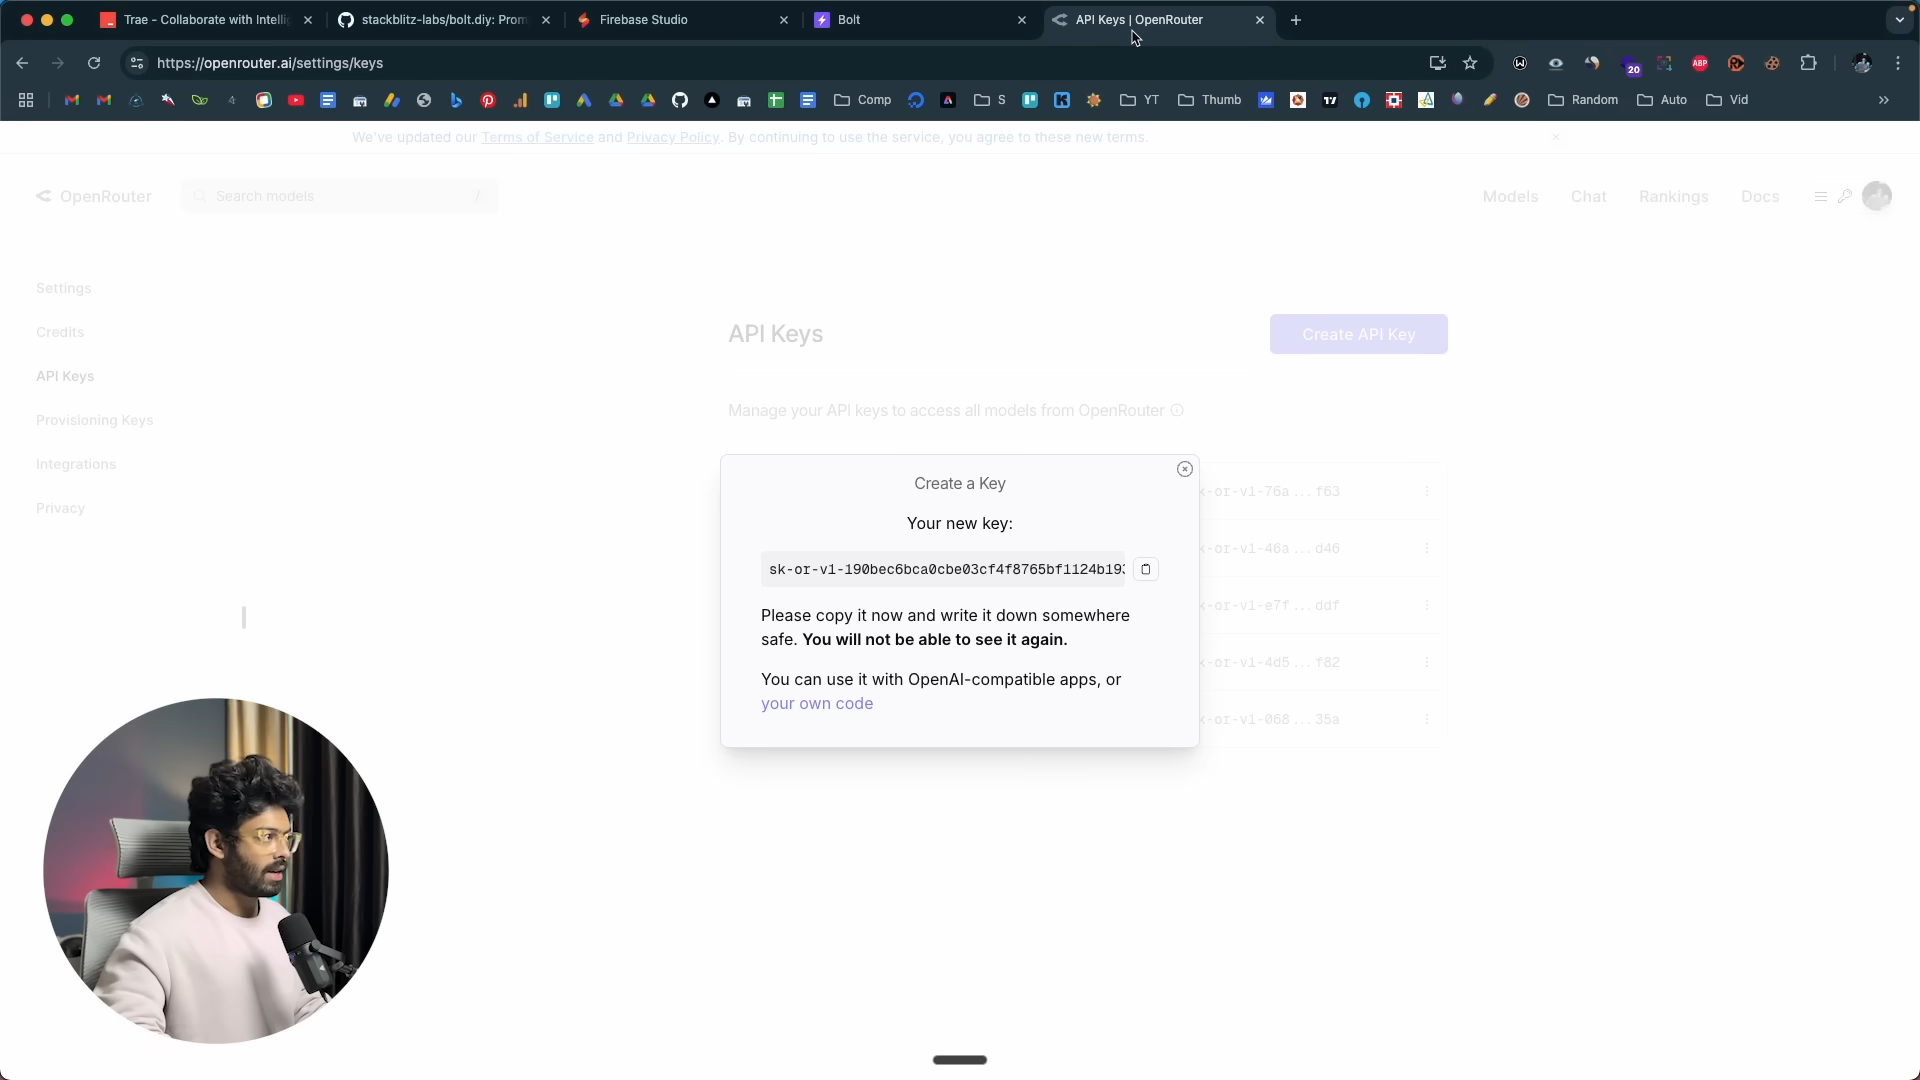 Trae - Collaborate with Intelli
stackblitz-labs/bolt.diy: Prom
Firebase Studio
Bolt
API Keys | OpenRouter
https://openrouter.ai/settings/keys
20
ABP
Comp
S
YT
Thumb
Random
Auto
Vid
We've updated our Terms of Service and Privacy Policy. By continuing to use the service, you agree to these new terms.
OpenRouter
Search models
/
Models
Chat
Rankings
Docs
Settings
Credits
API Keys
Provisioning Keys
Integrations
Privacy
API Keys
Create API Key
Manage your API keys to access all models from OpenRouter
Create a Key
Your new key:
sk-or-v1-190bec6bca0cbe03cf4f8765bf1124b193
Please copy it now and write it down somewhere
safe. You will not be able to see it again.
You can use it with OpenAI-compatible apps, or
your own code
k-or-v1-76a...f63
k-or-v1-46a...d46
k-or-v1-e7f...ddf
k-or-v1-4d5...f82
k-or-v1-068...35a